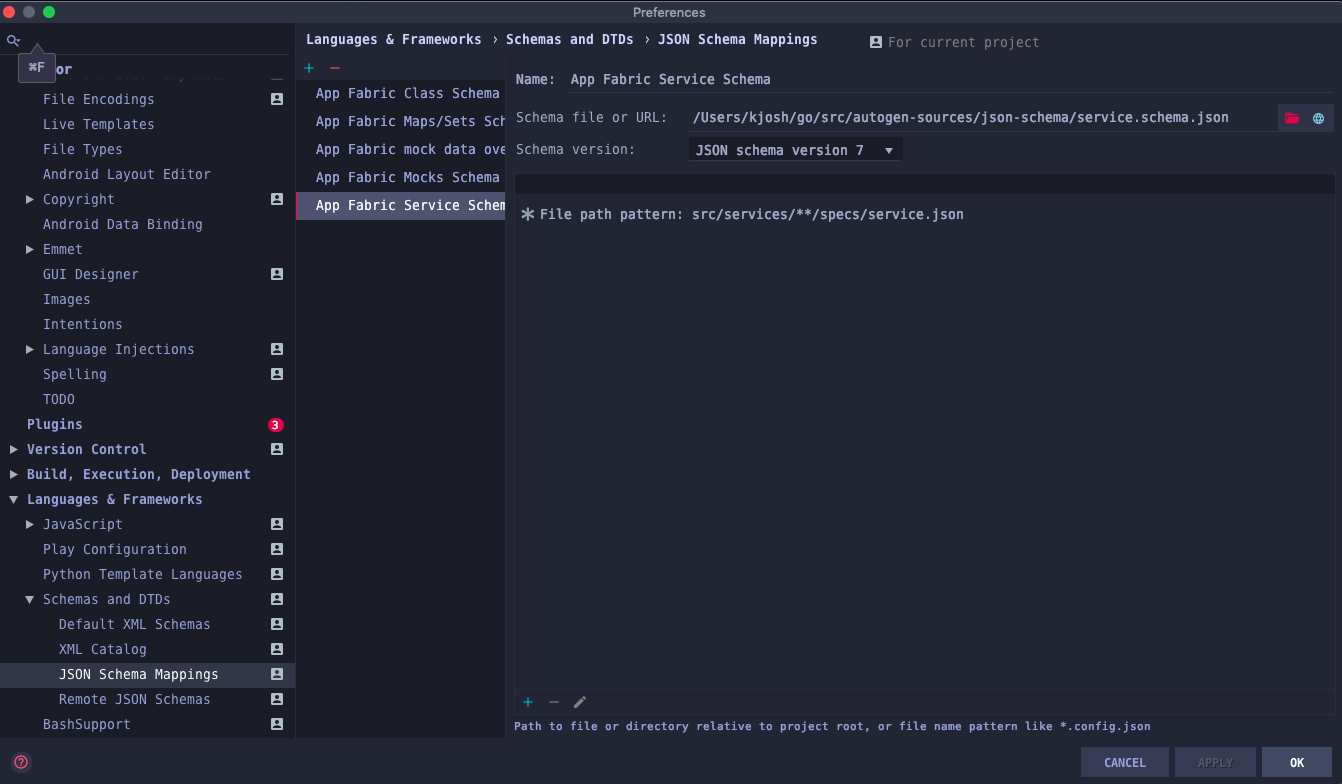 Preferences
Languages & Frameworks › Schemas and DTDs › JSON Schema Mappings
For current project
⌘F
File Encodings
Live Templates
File Types
Android Layout Editor
Copyright
Android Data Binding
Emmet
GUI Designer
Images
Intentions
Language Injections
Spelling
TODO
Plugins 3
Version Control
Build, Execution, Deployment
Languages & Frameworks
JavaScript
Play Configuration
Python Template Languages
Schemas and DTDs
Default XML Schemas
XML Catalog
JSON Schema Mappings
Remote JSON Schemas
BashSupport
App Fabric Class Schema
App Fabric Maps/Sets Sch
App Fabric mock data ove
App Fabric Mocks Schema
App Fabric Service Schem
Name: App Fabric Service Schema
Schema file or URL: /Users/kjosh/go/src/autogen-sources/json-schema/service.schema.json
Schema version: JSON schema version 7
File path pattern: src/services/**/specs/service.json
Path to file or directory relative to project root, or file name pattern like *.config.json
?
CANCEL
APPLY
OK